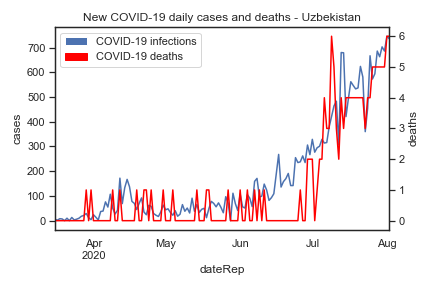 New COVID-19 daily cases and deaths - Uzbekistan
COVID-19 infections
COVID-19 deaths
700
600
500
400
300
200
100
0
cases
6
5
4
3
2
1
0
deaths
Apr
2020
May
Jun
Jul
Aug
dateRep